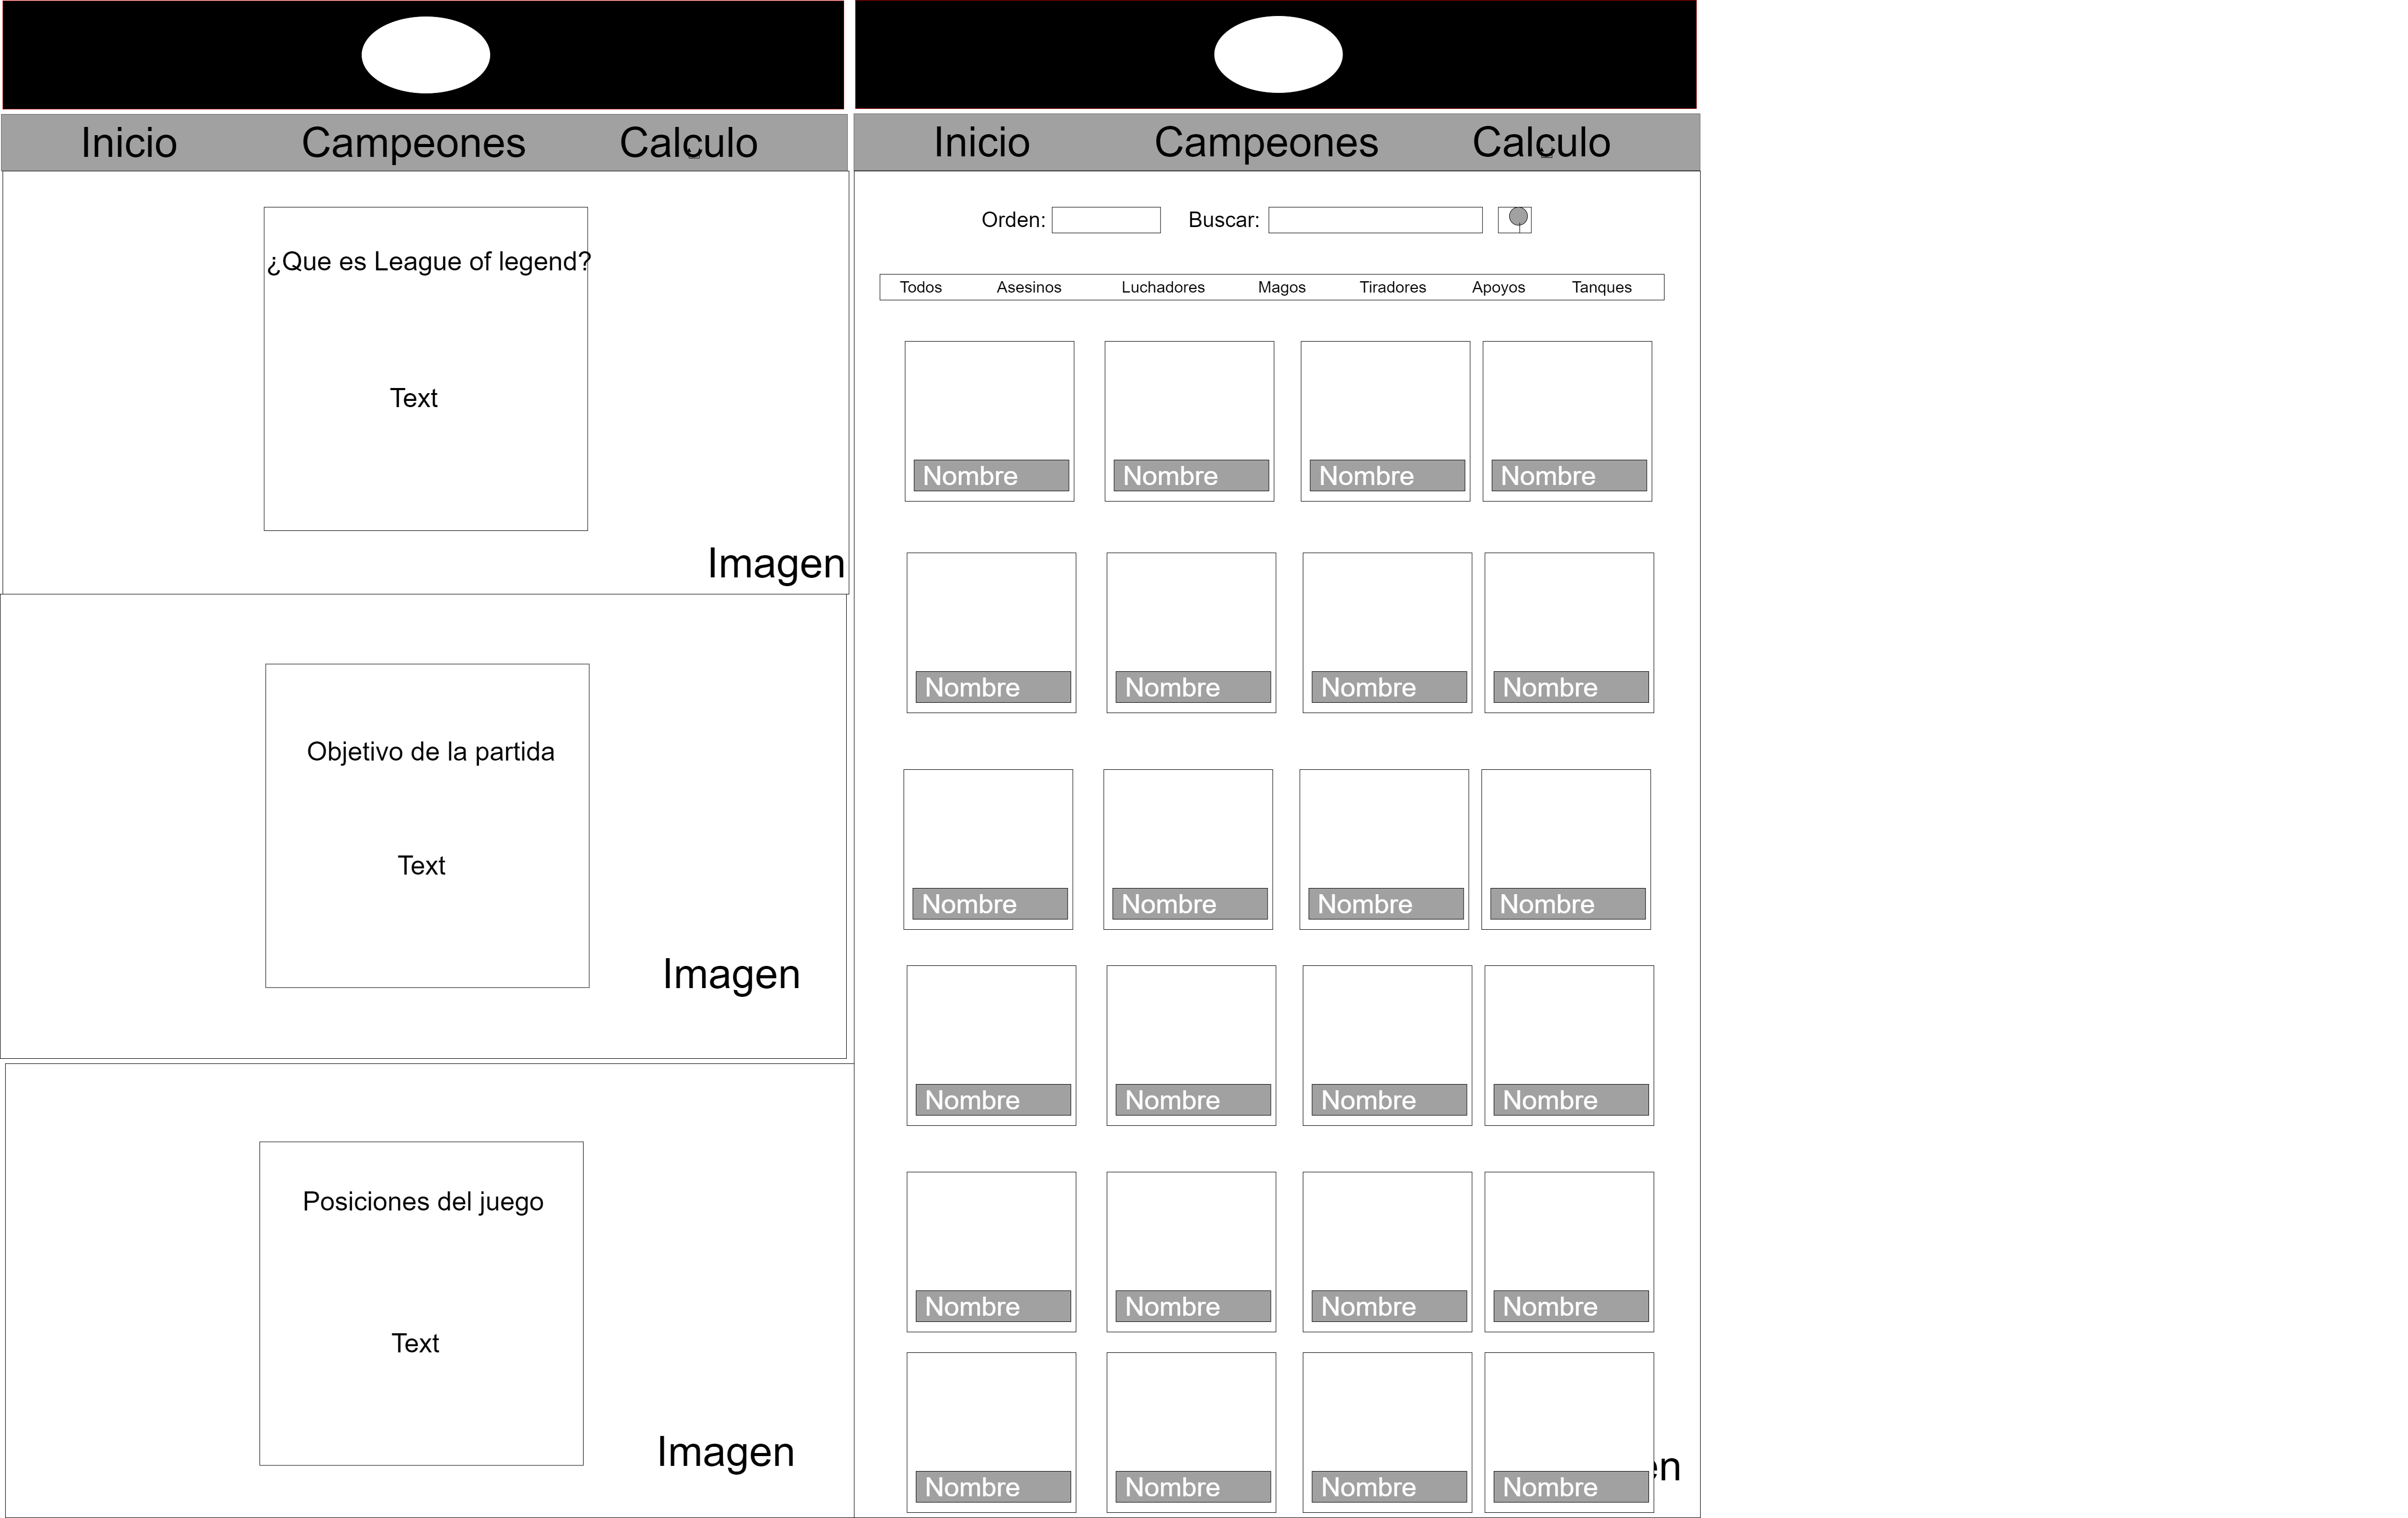 Inicio Campeones Calculo
¿Que es League of legend?
Text
Imagen
Objetivo de la partida
Text
Imagen
Posiciones del juego
Text
Imagen
Inicio Campeones Calculo
Orden: Buscar:
Todos Asesinos Luchadores Magos Tiradores Apoyos Tanques
Nombre Nombre Nombre Nombre
Nombre Nombre Nombre Nombre
Nombre Nombre Nombre Nombre
Nombre Nombre Nombre Nombre
Nombre Nombre Nombre Nombre
Nombre Nombre Nombre Nombre